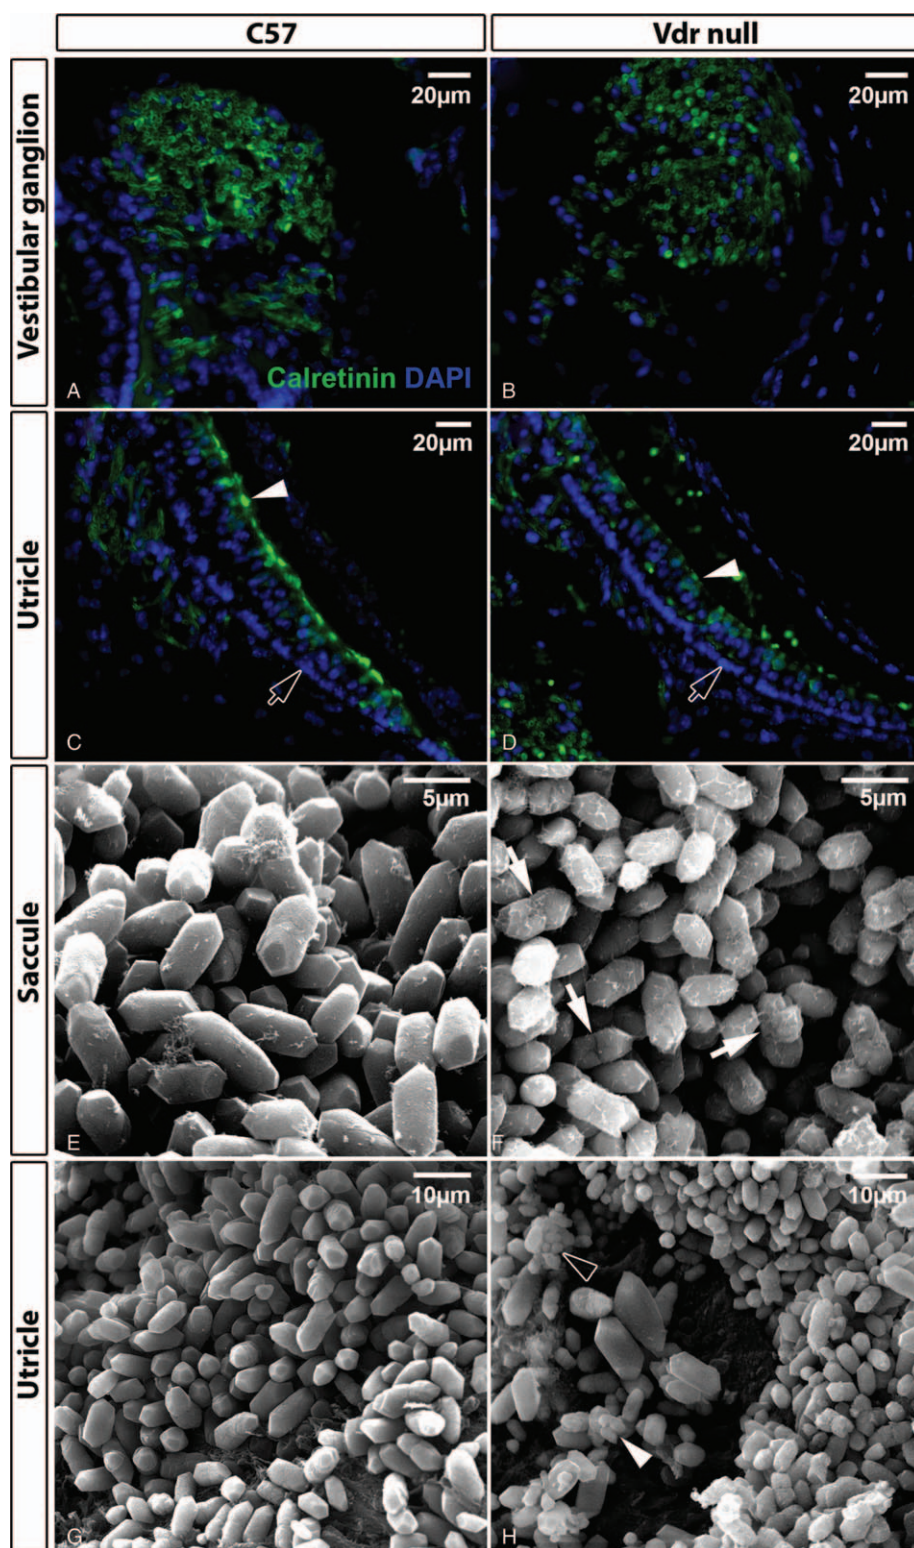 C57
Vdr null
Vestibular ganglion
20µm
A
Calretinin DAPI
20µm
B
Utricle
20µm
C
20µm
D
Saccule
5µm
E
5µm
F
Utricle
10µm
G
10µm
H